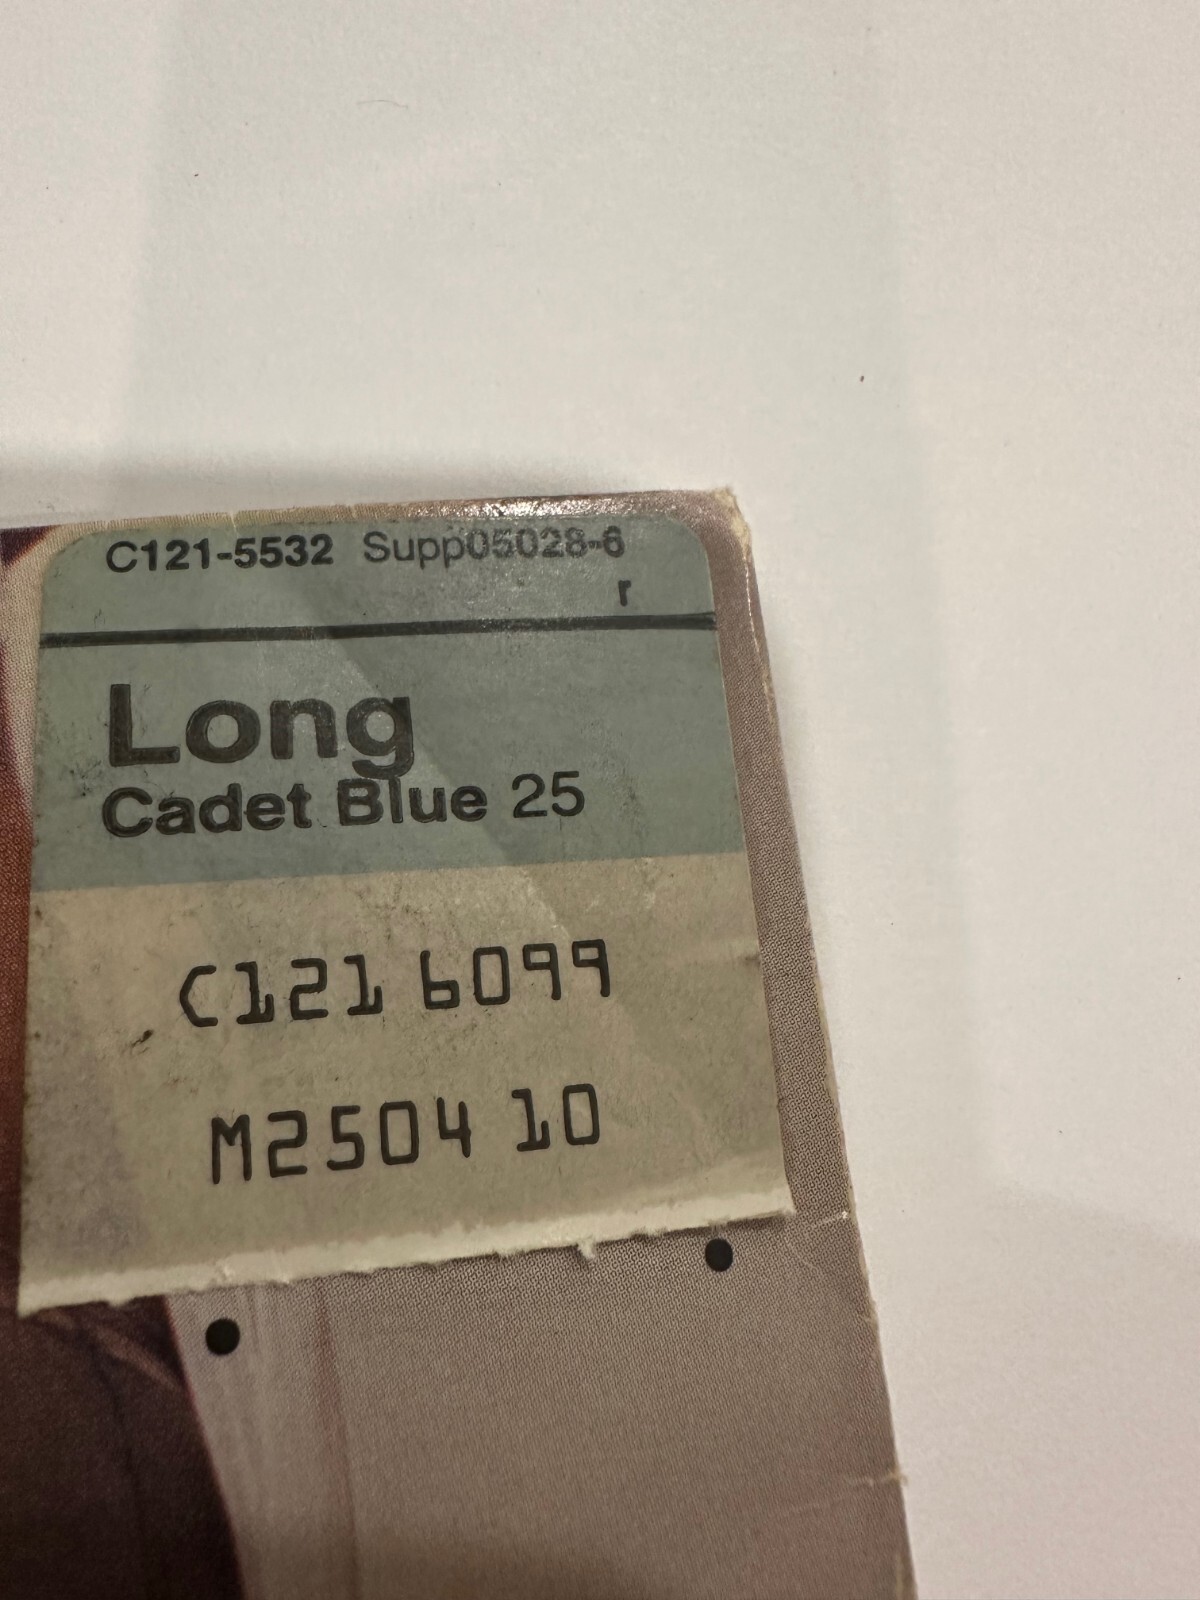 C121-5532 Supp05028-6
r
Long
Cadet Blue 25
C121 6099
M2504 10